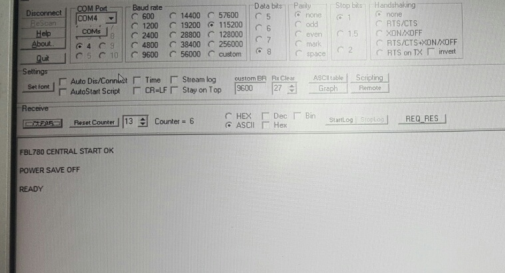 Disconnect
Help
About..
Quit
COM Port
COM4
COMs
4
5
10
Baud rate
600 14400 57600
1200 19200 115200
2400 28800 128000
4800 38400 256000
9600 56000 custom
Data bits
5
6
7
8
Parity
none
odd
even
mark
space
Stop bits
1
1.5
2
Handshaking
none
RTS/CTS
XON/XOFF
RTS/CTS+XON/XOFF
RTS on TX invert
Settings
Set font
Auto Dis/Connect Time Stream log
AutoStart Script CR=LF Stay on Top
custom BR Rx Clear
9600 27
ASCII table Scripting
Graph Remote
Receive
CLEAR Reset Counter 13 Counter = 6
HEX Dec Bin
ASCII Hex
StartLog StopLog REQ_RES
FBL780 CENTRAL START OK
POWER SAVE OFF
READY